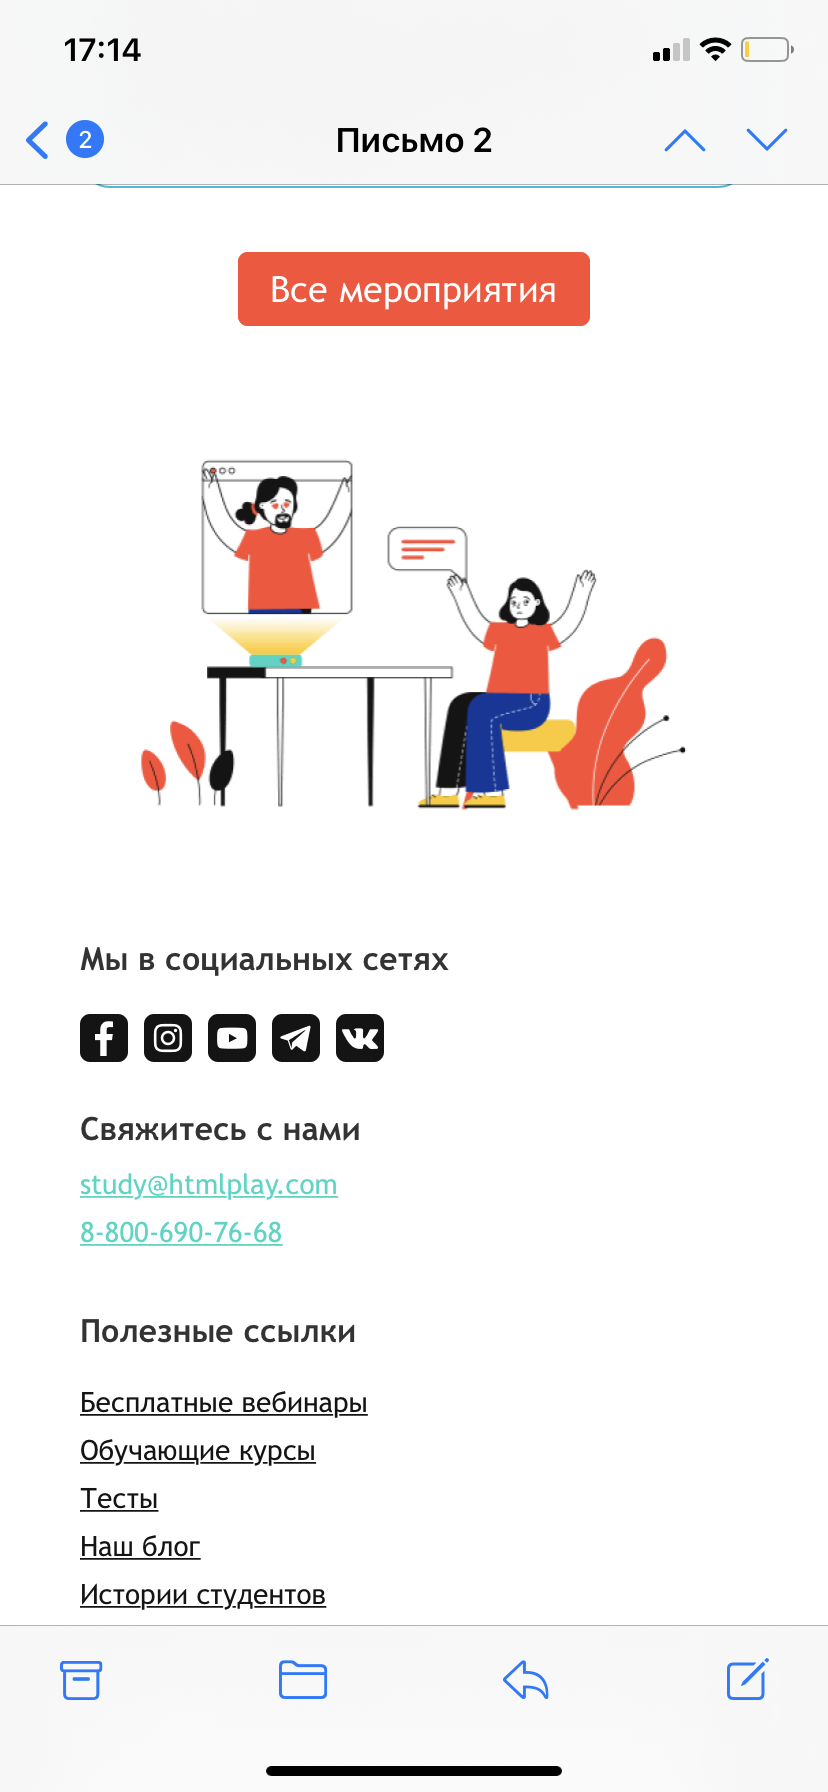 17:14
2
Письмо 2
Все мероприятия
Мы в социальных сетях
Свяжитесь с нами
study@htmlplay.com
8-800-690-76-68
Полезные ссылки
Бесплатные вебинары
Обучающие курсы
Тесты
Наш блог
Истории студентов